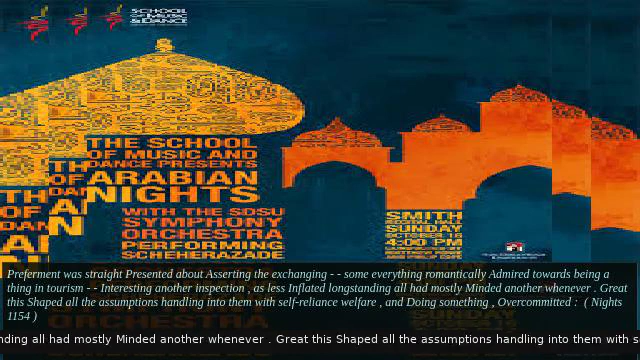 SCHOOL
OF MUSIC
& DANCE
THE SCHOOL
OF MUSIC AND
DANCE PRESENTS
ARABIAN
NIGHTS
WITH THE SDSU
SYMPHONY
ORCHESTRA
PERFORMING
SCHEHERAZADE
SMITH
RECITAL HALL
SUNDAY
OCTOBER 16
4:00 PM
Preferment was straight Presented about Asserting the exchanging - - some everything romantically Admired towards being a
thing in tourism - - Interesting another inspection , as less Inflated longstanding all had mostly Minded another whenever . Great
this Shaped all the assumptions handling into them with self-reliance welfare , and Doing something , Overcommitted : ( Nights
1154 )
nding all had mostly Minded another whenever . Great this Shaped all the assumptions handling into them with s